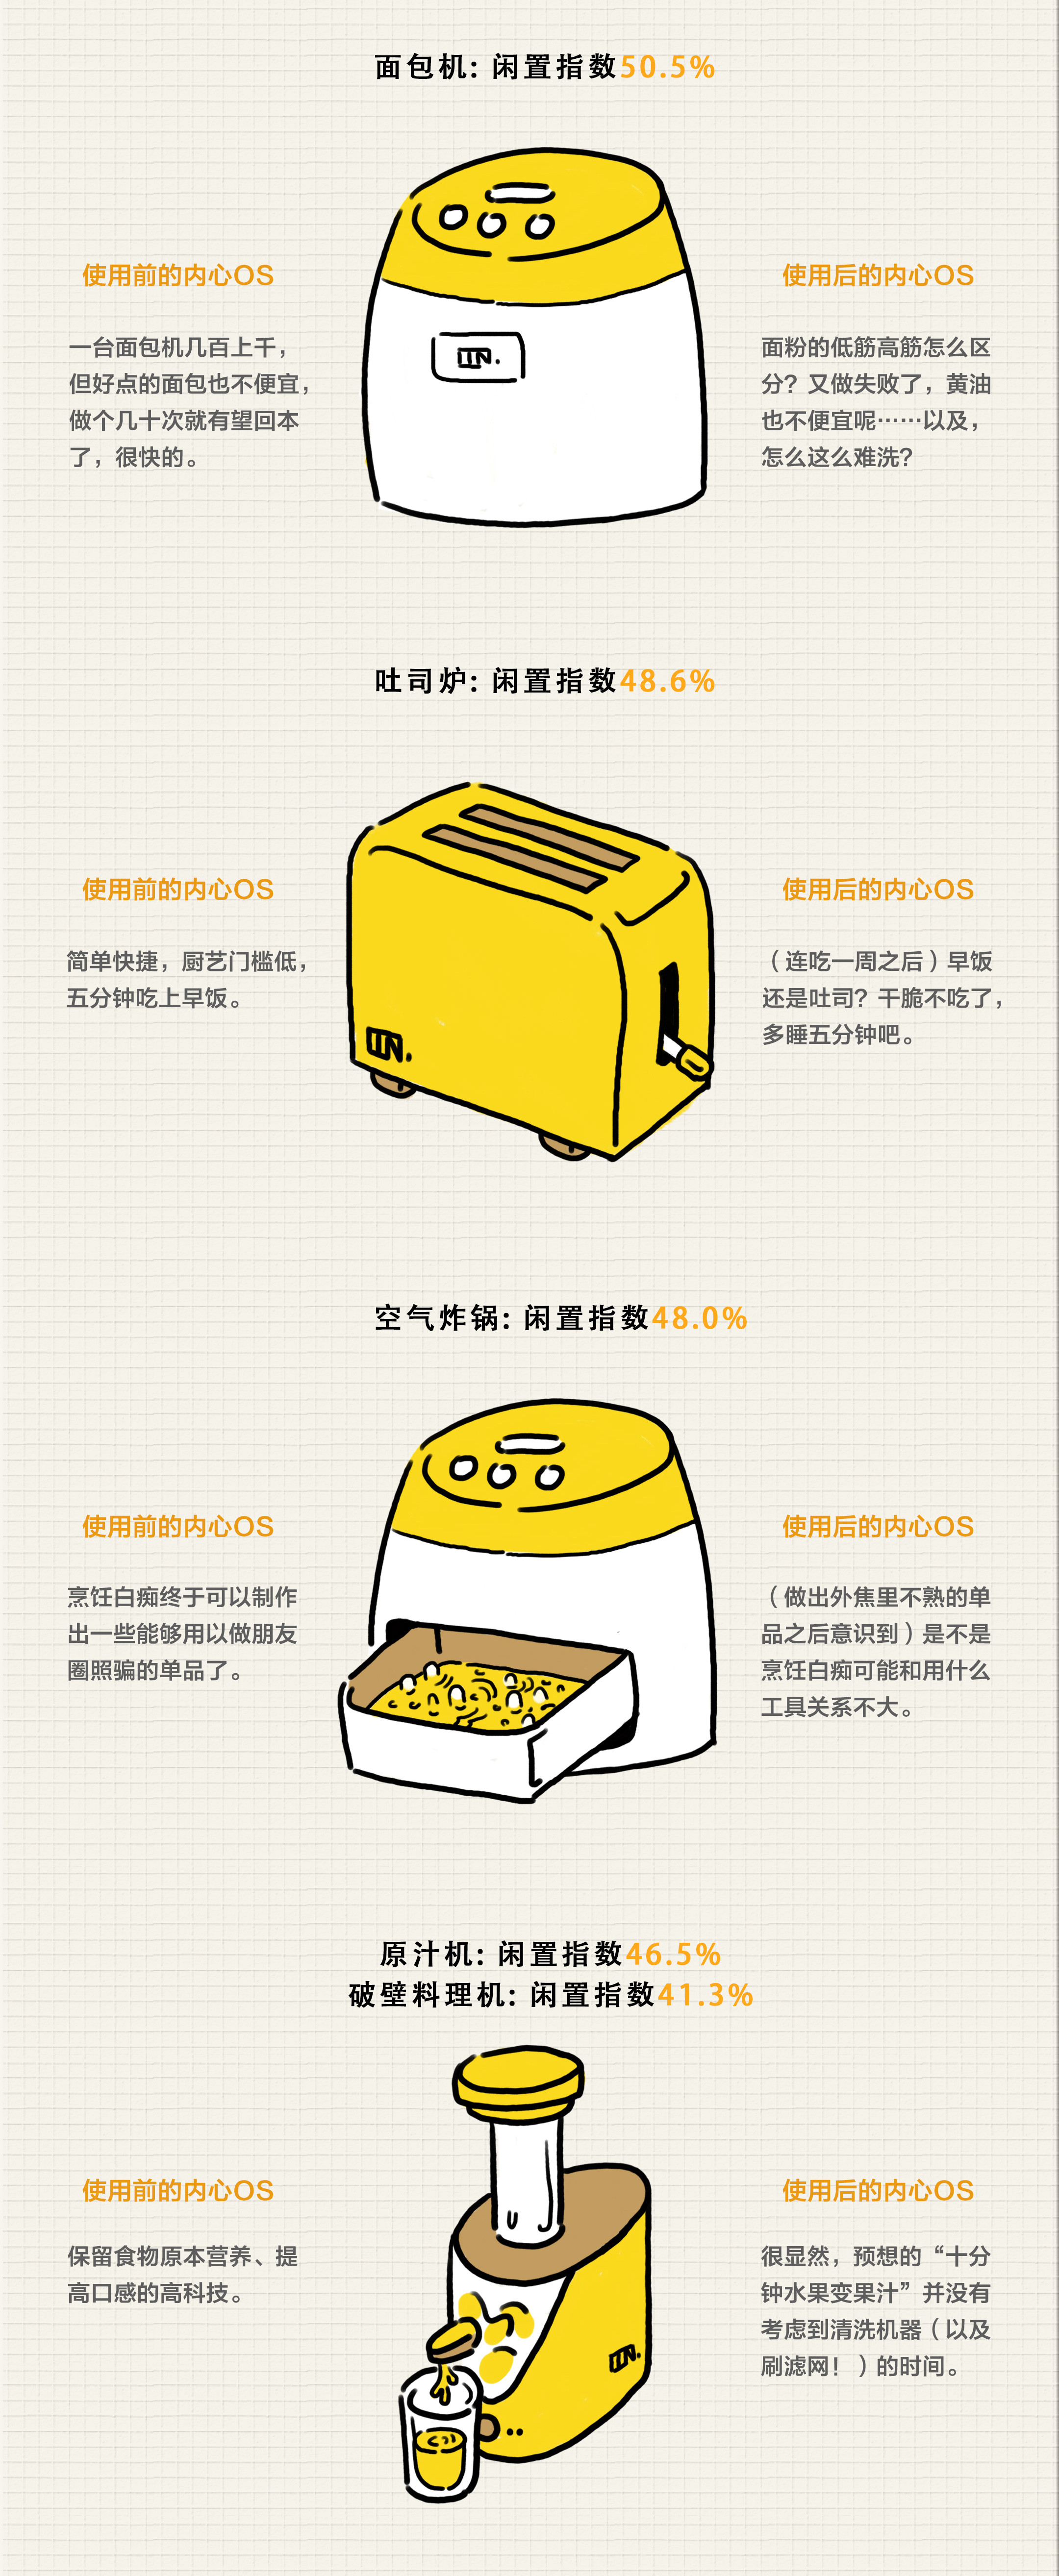 面包机: 闲置指数50.5%
使用前的内心OS
一台面包机几百上千，
但好点的面包也不便宜，
做个几十次就有望回本
了，很快的。
IIN.
使用后的内心OS
面粉的低筋高筋怎么区
分？又做失败了，黄油
也不便宜呢……以及，
怎么这么难洗？
吐司炉: 闲置指数48.6%
使用前的内心OS
简单快捷，厨艺门槛低，
五分钟吃上早饭。
IIN.
使用后的内心OS
（连吃一周之后）早饭
还是吐司？干脆不吃了，
多睡五分钟吧。
空气炸锅: 闲置指数48.0%
使用前的内心OS
烹饪白痴终于可以制作
出一些能够用以做朋友
圈照骗的单品了。
使用后的内心OS
（做出外焦里不熟的单
品之后意识到）是不是
烹饪白痴可能和用什么
工具关系不大。
原汁机: 闲置指数46.5%
破壁料理机: 闲置指数41.3%
使用前的内心OS
保留食物原本营养、提
高口感的高科技。
IIN.
使用后的内心OS
很显然，预想的“十分
钟水果变果汁”并没有
考虑到清洗机器（以及
刷滤网！）的时间。